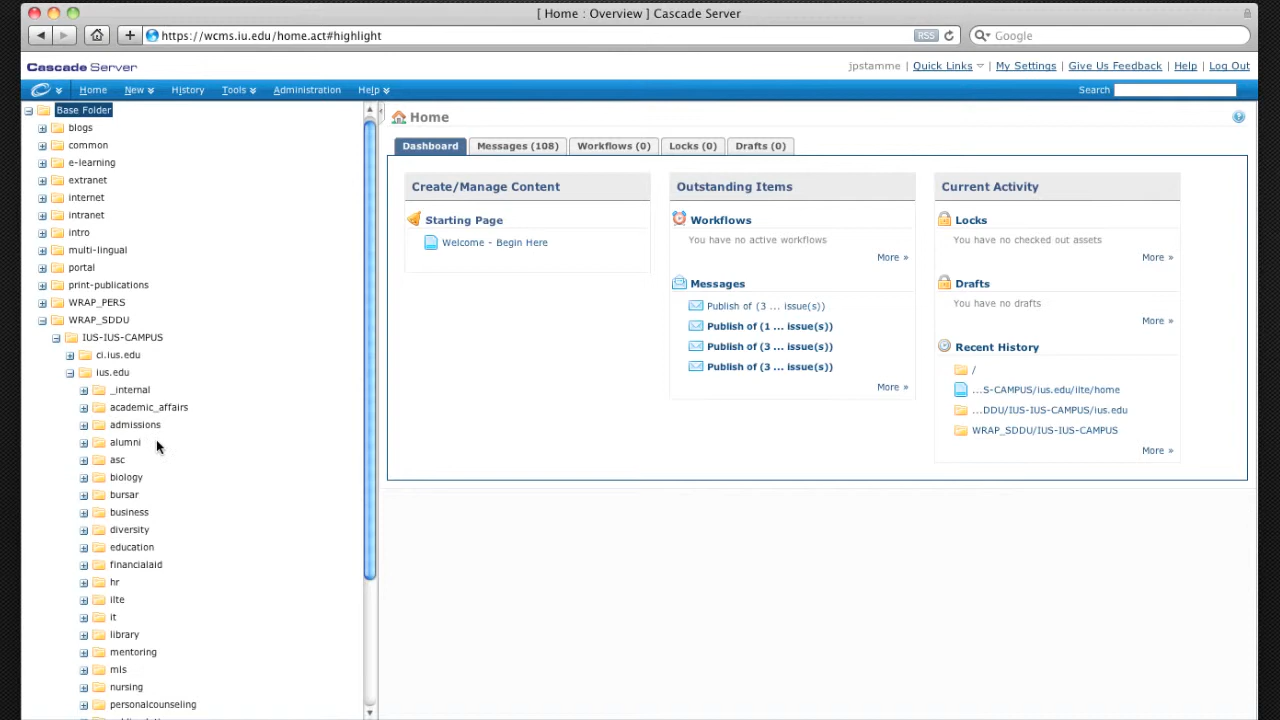 [ Home : Overview ] Cascade Server
https://wcms.iu.edu/home.act#highlight
RSS
Google
Cascade Server
jpstamme | Quick Links | My Settings | Give Us Feedback | Help | Log Out
Home New History Tools Administration Help
Search
Base Folder
blogs
common
e-learning
extranet
internet
intranet
intro
multi-lingual
portal
print-publications
WRAP_PERS
WRAP_SDDU
IUS-IUS-CAMPUS
ci.ius.edu
ius.edu
_internal
academic_affairs
admissions
alumni
asc
biology
bursar
business
diversity
education
financialaid
hr
ilte
it
library
mentoring
mls
nursing
personalcounseling
Home
Dashboard Messages (108) Workflows (0) Locks (0) Drafts (0)
Create/Manage Content
Starting Page
Welcome - Begin Here
Outstanding Items
Workflows
You have no active workflows
More »
Messages
Publish of (3 ... issue(s))
Publish of (1 ... issue(s))
Publish of (3 ... issue(s))
Publish of (3 ... issue(s))
More »
Current Activity
Locks
You have no checked out assets
More »
Drafts
You have no drafts
More »
Recent History
/
...S-CAMPUS/ius.edu/ilte/home
...DDU/IUS-IUS-CAMPUS/ius.edu
WRAP_SDDU/IUS-IUS-CAMPUS
More »